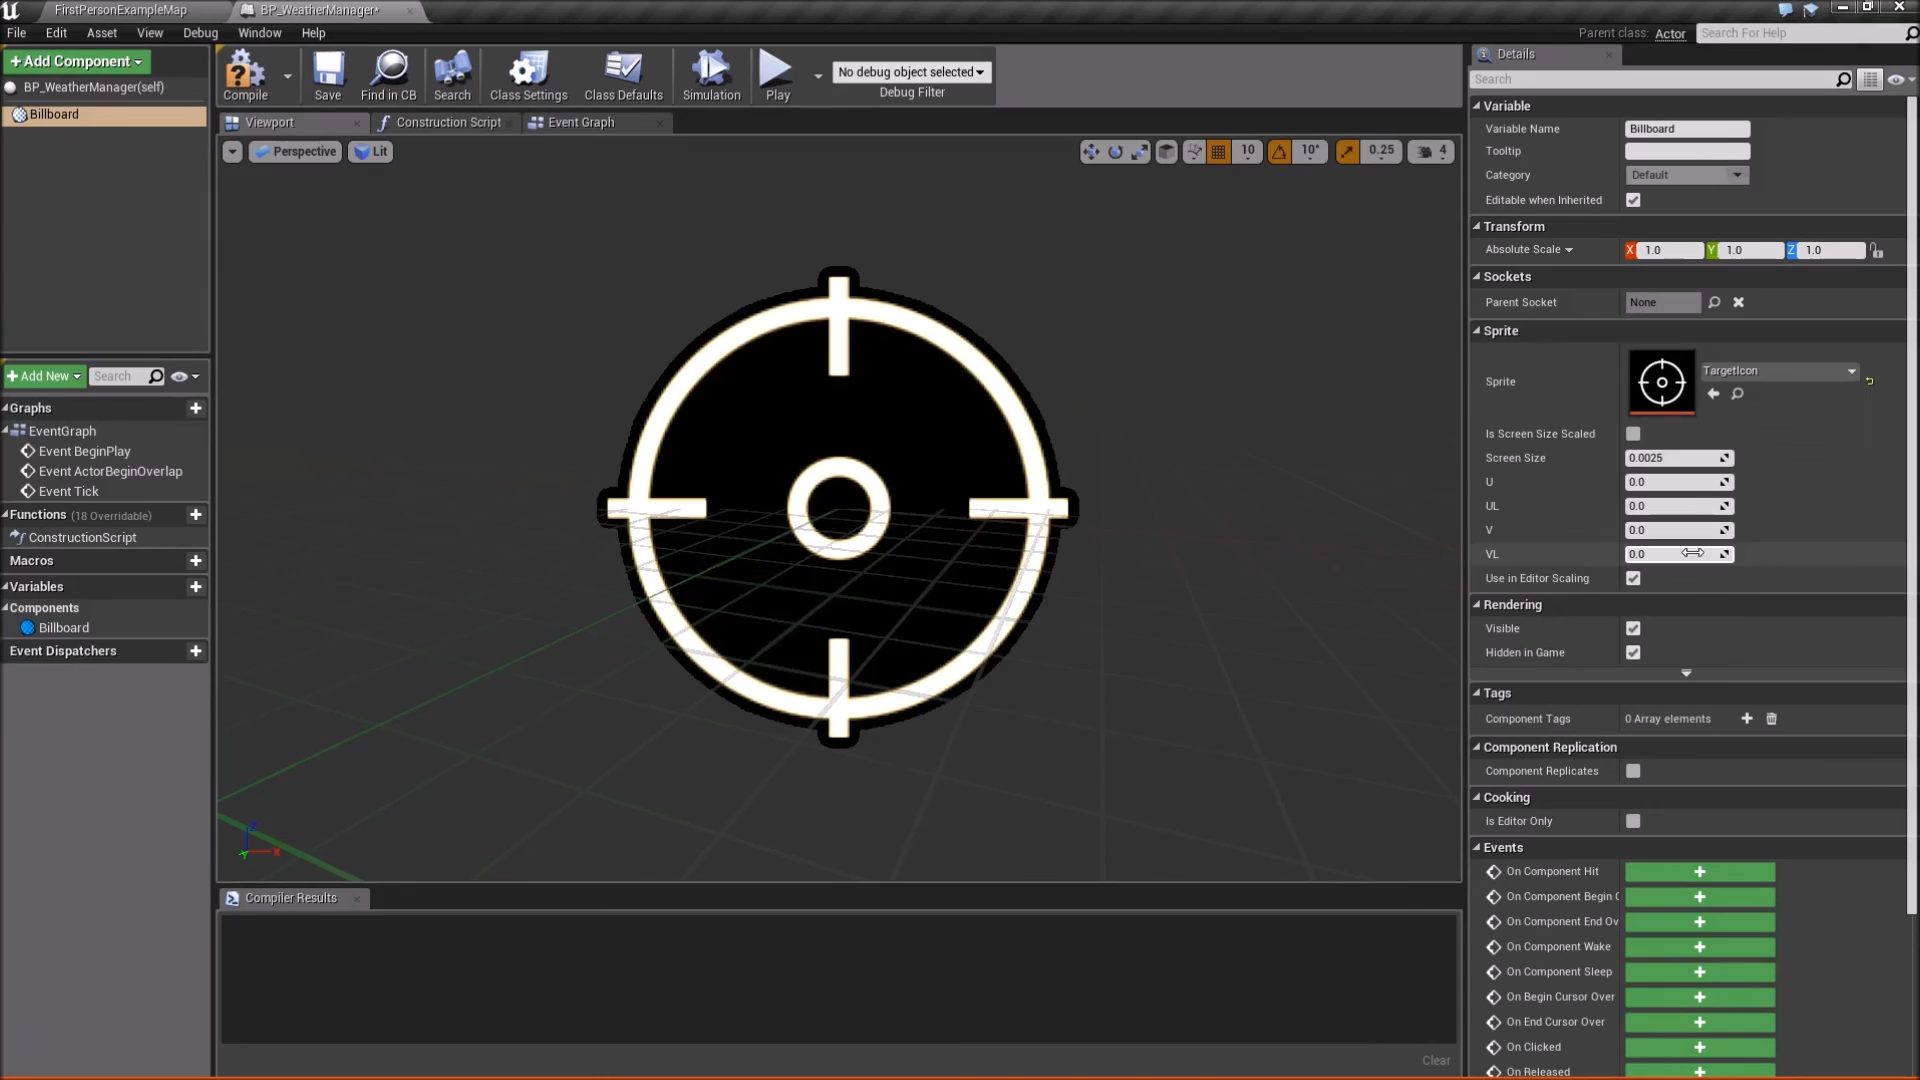 FirstPersonExampleMap
BP_WeatherManager*
File Edit Asset View Debug Window Help
Parent class: Actor
Search For Help
+Add Component
BP_WeatherManager(self)
Billboard
Compile
Save
Find in CB
Search
Class Settings
Class Defaults
Simulation
Play
No debug object selected
Debug Filter
Viewport
Construction Script
Event Graph
Perspective
Lit
10
10°
0.25
4
+Add New
Search
Graphs
EventGraph
Event BeginPlay
Event ActorBeginOverlap
Event Tick
Functions (18 Overridable)
ConstructionScript
Macros
Variables
Components
Billboard
Event Dispatchers
Z
Y
X
Compiler Results
Clear
Details
Search
Variable
Variable Name Billboard
Tooltip
Category Default
Editable when Inherited
Transform
Absolute Scale X 1.0 Y 1.0 Z 1.0
Sockets
Parent Socket None
Sprite
Sprite TargetIcon
Is Screen Size Scaled
Screen Size 0.0025
U 0.0
UL 0.0
V 0.0
VL 0.0
Use in Editor Scaling
Rendering
Visible
Hidden in Game
Tags
Component Tags 0 Array elements
Component Replication
Component Replicates
Cooking
Is Editor Only
Events
On Component Hit
On Component Begin
On Component End Ov
On Component Wake
On Component Sleep
On Begin Cursor Over
On End Cursor Over
On Clicked
On Released